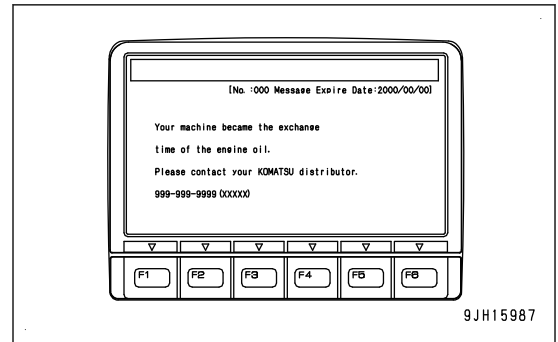 [No. :000 Message Expire Date:2000/00/00]
Your machine became the exchange
time of the engine oil.
Please contact your KOMATSU distributor.
999-999-9999(XXXXX)
F1 F2 F3 F4 F5 F6
9JH15987